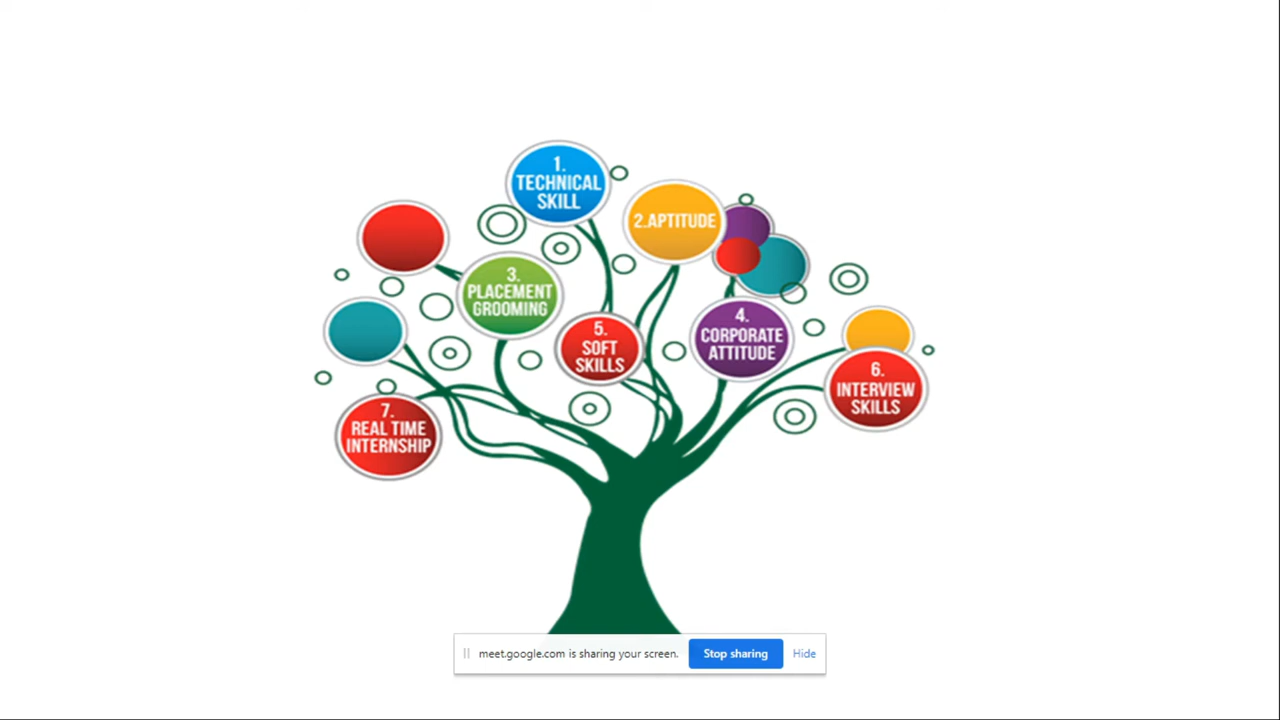 1.
TECHNICAL
SKILL
2.APTITUDE
3.
PLACEMENT
GROOMING
4.
CORPORATE
ATTITUDE
5.
SOFT
SKILLS
6.
INTERVIEW
SKILLS
7.
REAL TIME
INTERNSHIP
meet.google.com is sharing your screen. Stop sharing Hide